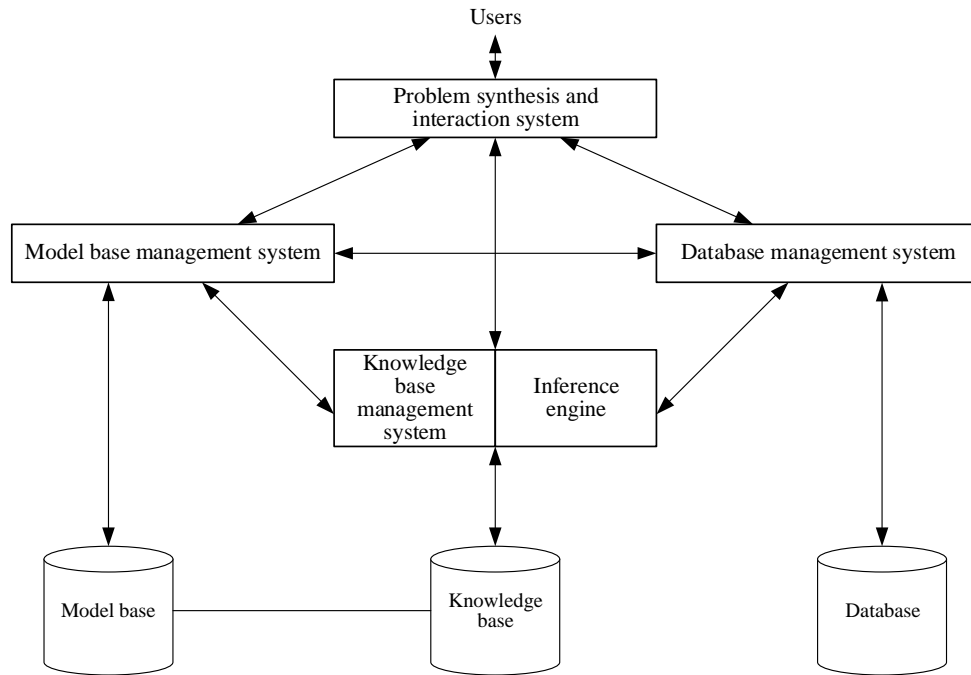 Users
Problem synthesis and
interaction system
Model base management system
Database management system
Knowledge
base
management
system
Inference
engine
Model base
Knowledge
base
Database